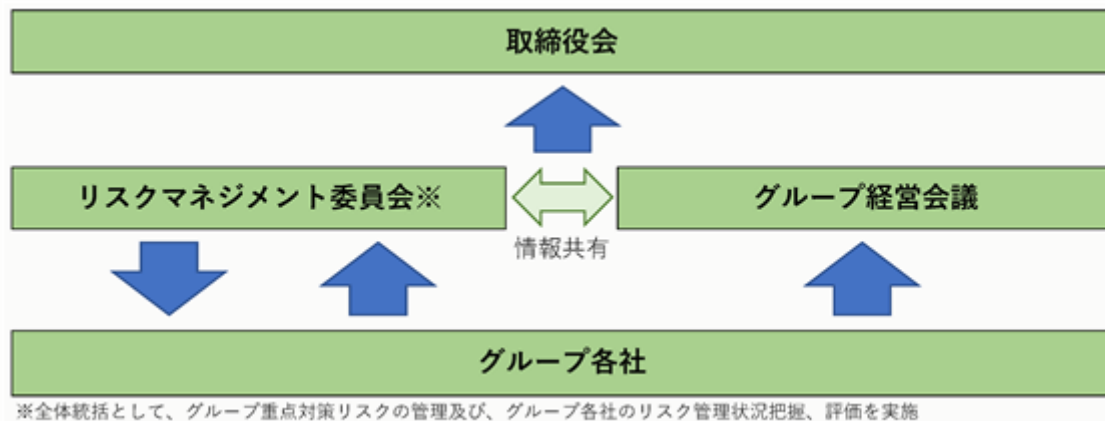 取締役会
リスクマネジメント委員会※
グループ経営会議
情報共有
グループ各社
※全体統括として、グループ重点対策リスクの管理及び、グループ各社のリスク管理状況把握、評価を実施